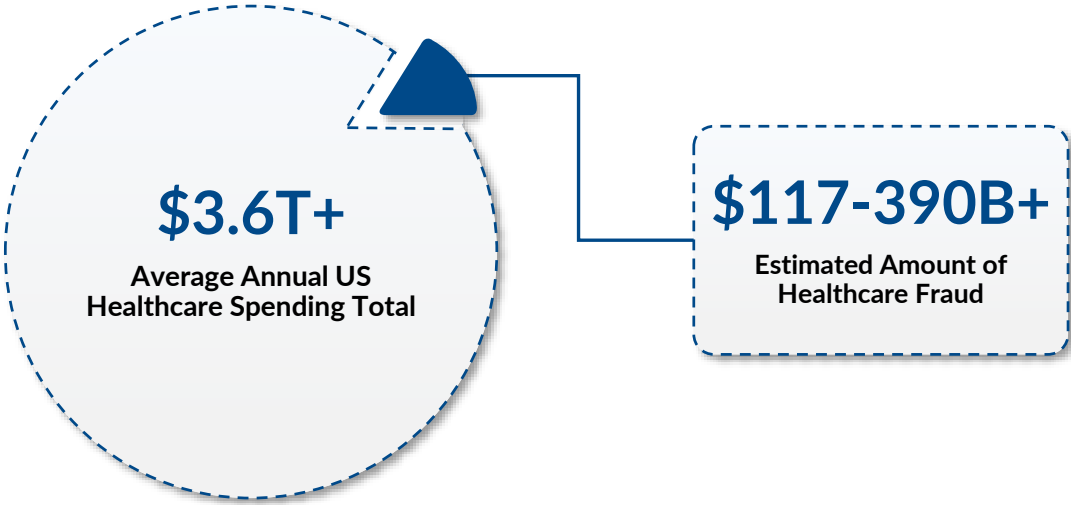 $3.6T+
Average Annual US
Healthcare Spending Total
$117-390B+
Estimated Amount of
Healthcare Fraud